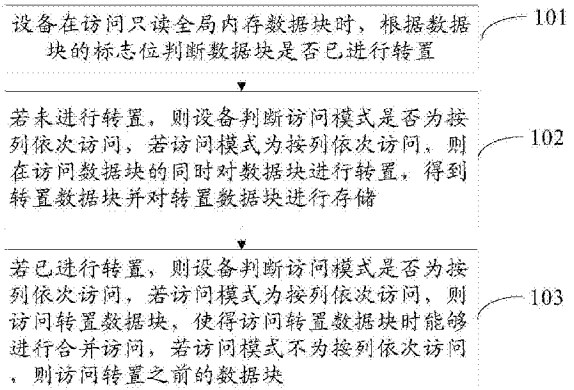 设备在访问只读全局内存数据块时，根据数据
块的标志位判断数据块是否已进行转置
101
若未进行转置，则设备判断访问模式是否为按
列依次访问，若访问模式为按列依次访问，则
在访问数据块的同时对数据块进行转置，得到
转置数据块并对转置数据块进行存储
102
若已进行转置，则设备判断访问模式是否为按
列依次访问，若访问模式为按列依次访问，则
访问转置数据块，使得访问转置数据块时能够
进行合并访问，若访问模式不为按列依次访问
，则访问转置之前的数据块
103